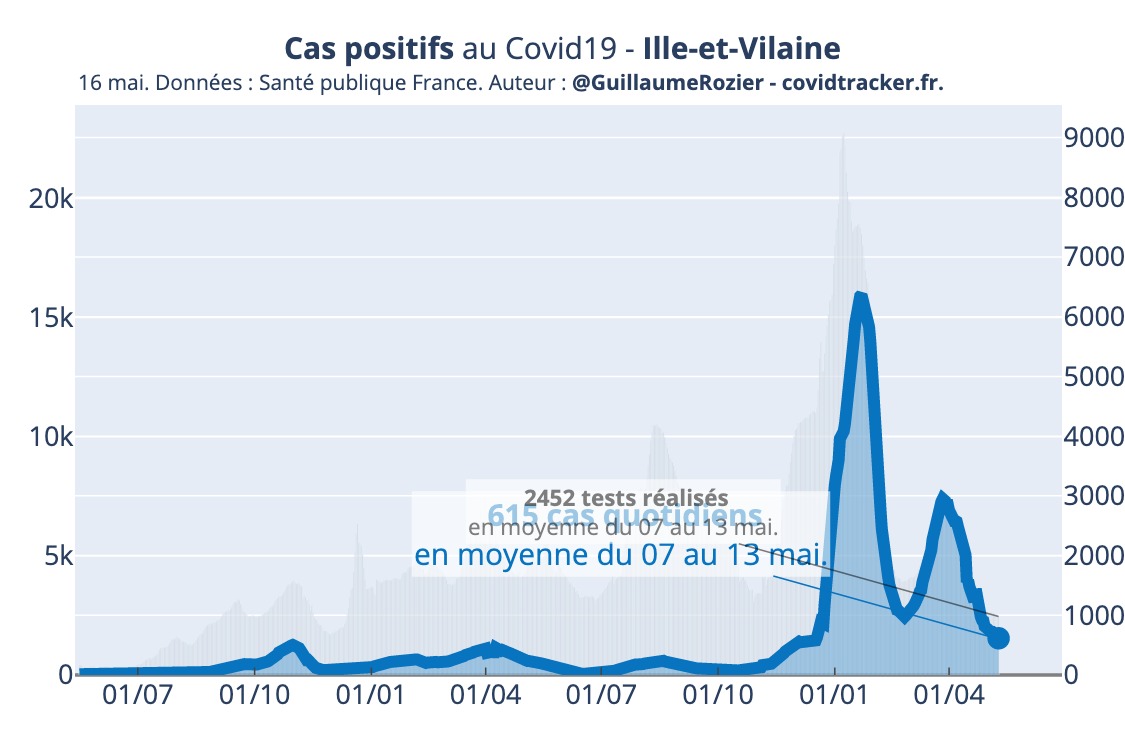 Cas positifs au Covid19 - Ille-et-Vilaine
16 mai. Données : Santé publique France. Auteur : @GuillaumeRozier - covidtracker.fr.
9000
20k
8000
7000
15k
6000
5000
10k
4000
3000
2452 tests réalisés
615 cas quotidiens
en moyenne du 07 au 13 mai.
en moyenne du 07 au 13 mai.
5k
2000
1000
0
0
01/07 01/10 01/01 01/04 01/07 01/10 01/01 01/04